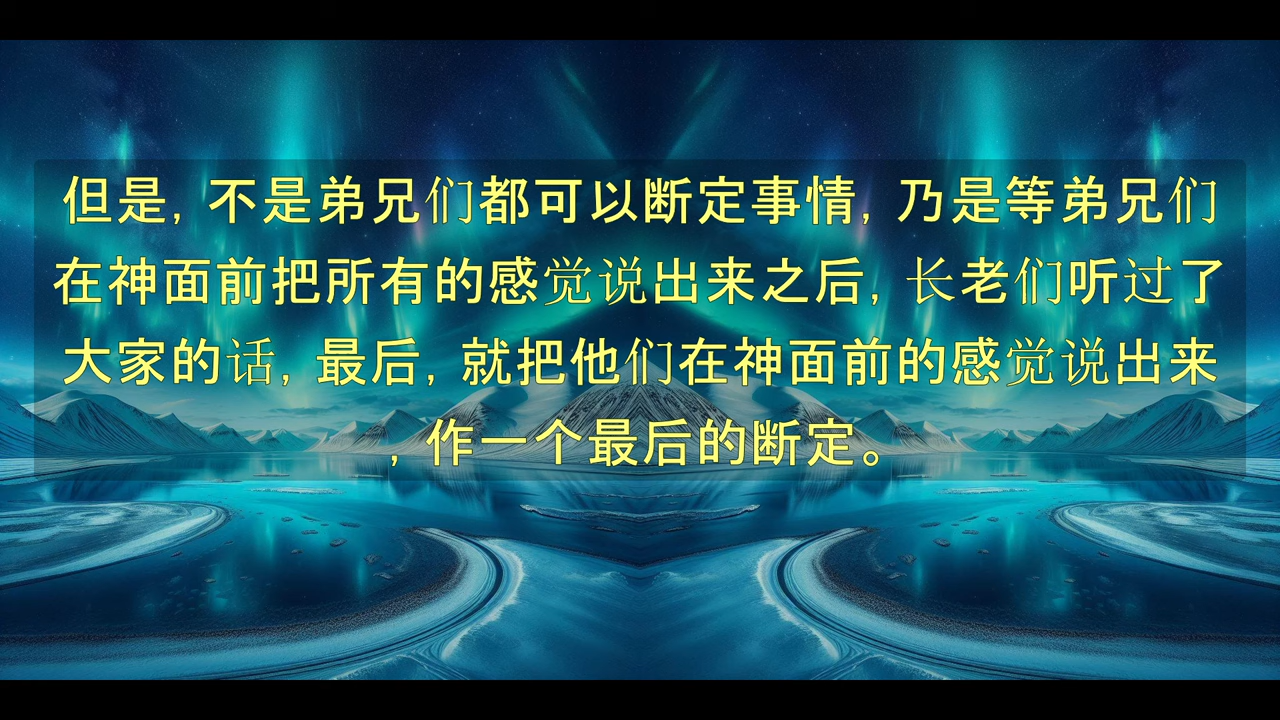 但是, 不是弟兄们都可以断定事情, 乃是等弟兄们
在神面前把所有的感觉说出来之后, 长老们听过了
大家的话, 最后, 就把他们在神面前的感觉说出来
, 作一个最后的断定。